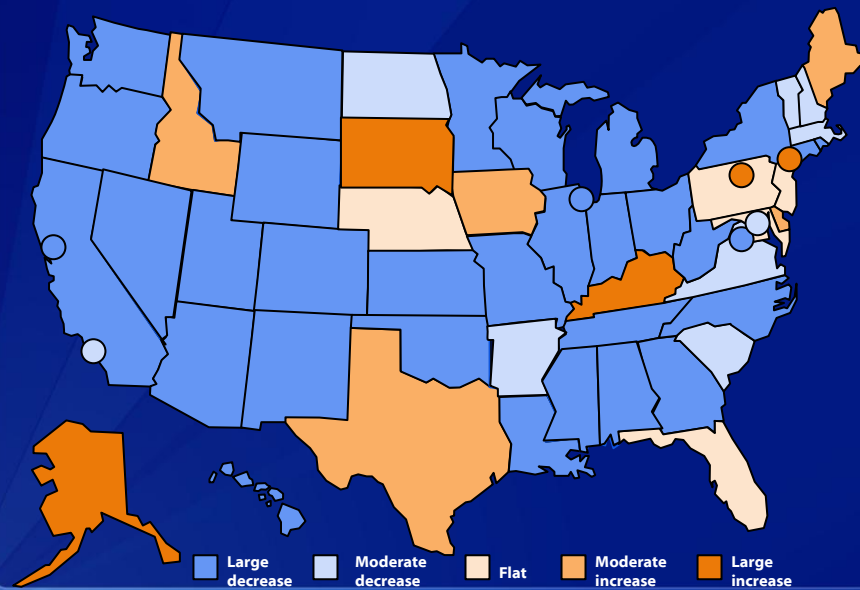 Large
decrease
Moderate
decrease
Flat
Moderate
increase
Large
increase